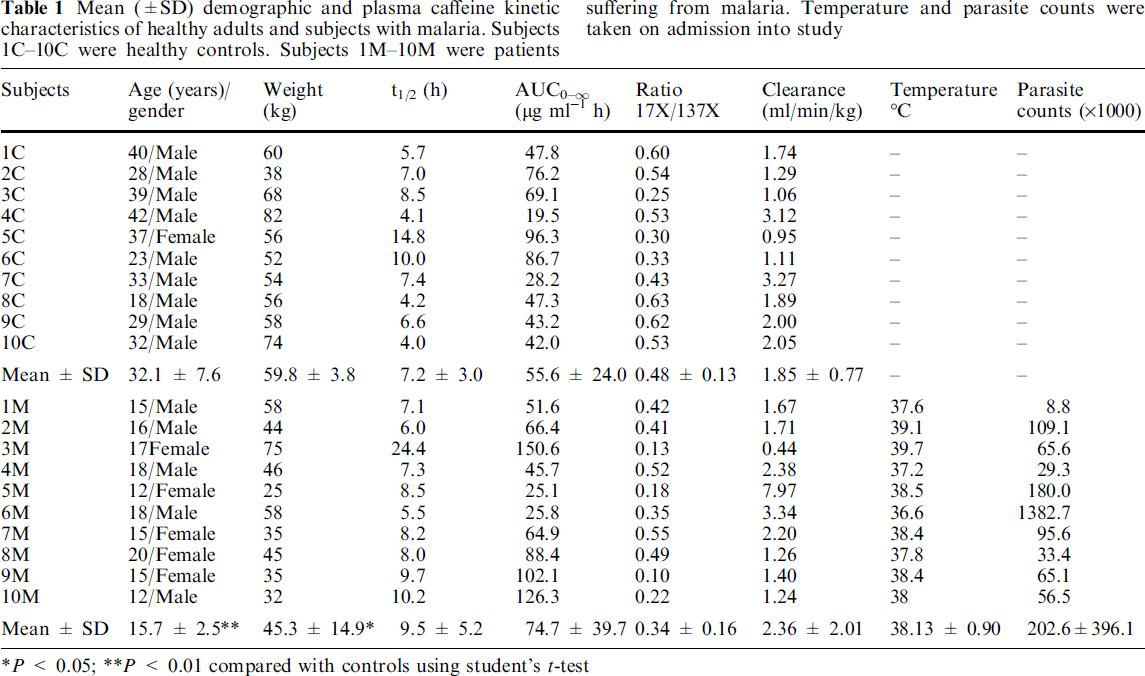 Table 1 Mean (±SD) demographic and plasma caffeine kinetic
characteristics of healthy adults and subjects with malaria. Subjects
1C–10C were healthy controls. Subjects 1M–10M were patients
suffering from malaria. Temperature and parasite counts were
taken on admission into study
Subjects Age (years)/ Weight t1/2 (h) AUC0–∞ Ratio Clearance Temperature Parasite
gender (kg) (µg ml⁻¹ h) 17X/137X (ml/min/kg) °C counts (×1000)
1C 40/Male 60 5.7 47.8 0.60 1.74 – –
2C 28/Male 38 7.0 76.2 0.54 1.29 – –
3C 39/Male 68 8.5 69.1 0.25 1.06 – –
4C 42/Male 82 4.1 19.5 0.53 3.12 – –
5C 37/Female 56 14.8 96.3 0.30 0.95 – –
6C 23/Male 52 10.0 86.7 0.33 1.11 – –
7C 33/Male 54 7.4 28.2 0.43 3.27 – –
8C 18/Male 56 4.2 47.3 0.63 1.89 – –
9C 29/Male 58 6.6 43.2 0.62 2.00 – –
10C 32/Male 74 4.0 42.0 0.53 2.05 – –
Mean ± SD 32.1 ± 7.6 59.8 ± 3.8 7.2 ± 3.0 55.6 ± 24.0 0.48 ± 0.13 1.85 ± 0.77 – –
1M 15/Male 58 7.1 51.6 0.42 1.67 37.6 8.8
2M 16/Male 44 6.0 66.4 0.41 1.71 39.1 109.1
3M 17Female 75 24.4 150.6 0.13 0.44 39.7 65.6
4M 18/Male 46 7.3 45.7 0.52 2.38 37.2 29.3
5M 12/Female 25 8.5 25.1 0.18 7.97 38.5 180.0
6M 18/Male 58 5.5 25.8 0.35 3.34 36.6 1382.7
7M 15/Female 35 8.2 64.9 0.55 2.20 38.4 95.6
8M 20/Female 45 8.0 88.4 0.49 1.26 37.8 33.4
9M 15/Female 35 9.7 102.1 0.10 1.40 38.4 65.1
10M 12/Male 32 10.2 126.3 0.22 1.24 38 56.5
Mean ± SD 15.7 ± 2.5** 45.3 ± 14.9* 9.5 ± 5.2 74.7 ± 39.7 0.34 ± 0.16 2.36 ± 2.01 38.13 ± 0.90 202.6±396.1
*P < 0.05; **P < 0.01 compared with controls using student's t-test